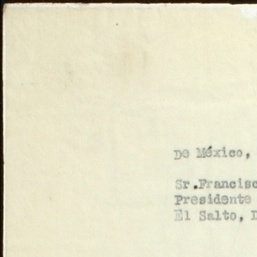 De México,
Sr.Francisc
Presidente
El Salto, D